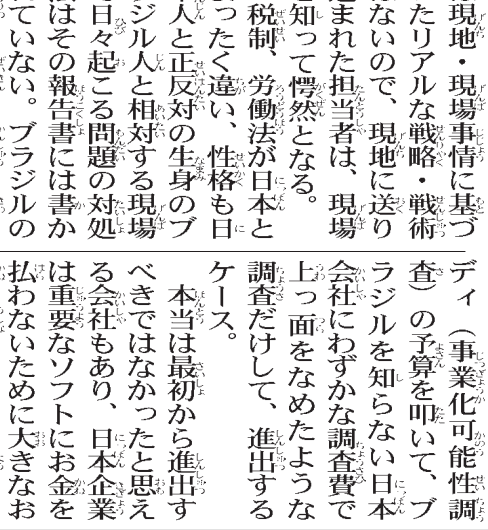 は現地・現場事情に基づ
たリアルな戦略・戦術
はないので、現地に送り
込まれた担当者は、現場
を知って愕然となる。
税制、労働法が日本と
ったく違い、性格も日
人と正反対の生身のブ
ジル人と相対する現場
日々起こる問題の対処
法はその報告書には書か
ていない。ブラジルの
ディ（事業化可能性調
査）の予算を叩いて、ブ
ラジルを知らない日本
会社にわずかな調査費で
上っ面をなめたような
調査だけして、進出する
ケース。
本当は最初から進出す
べきではなかったと思え
る会社もあり、日本企業
は重要なソフトにお金を
払わないために大きなお